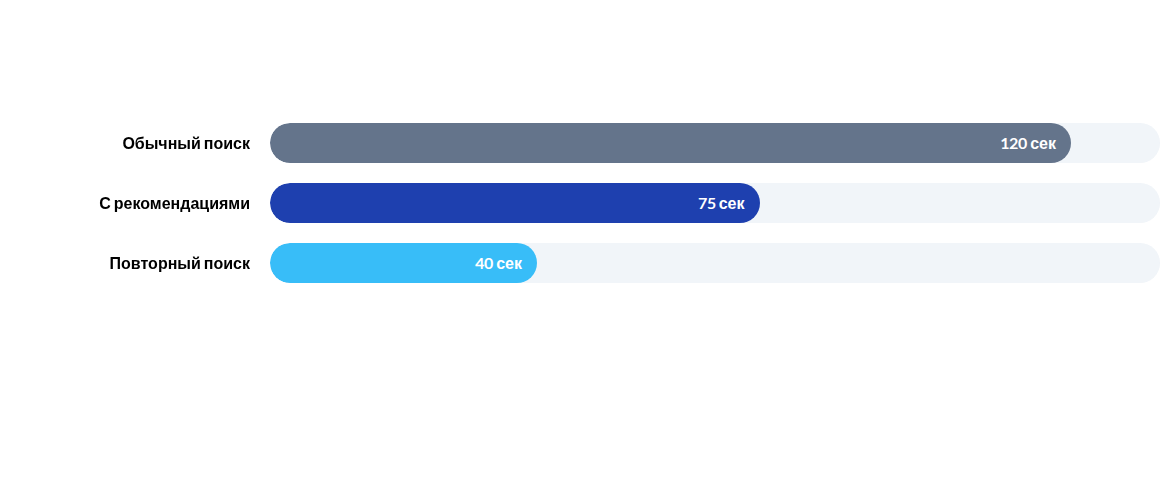 Обычный поиск 120 сек
С рекомендациями 75 сек
Повторный поиск 40 сек